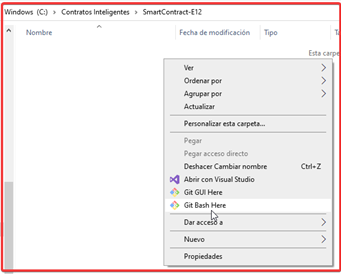 Windows (C:) > Contratos Inteligentes > SmartContract-E12
Nombre Fecha de modificación Tipo
Esta carpe
Ver
Ordenar por
Agrupar por
Actualizar
Personalizar esta carpeta...
Pegar
Pegar acceso directo
Deshacer Cambiar nombre Ctrl+Z
Abrir con Visual Studio
Git GUI Here
Git Bash Here
Dar acceso a
Nuevo
Propiedades